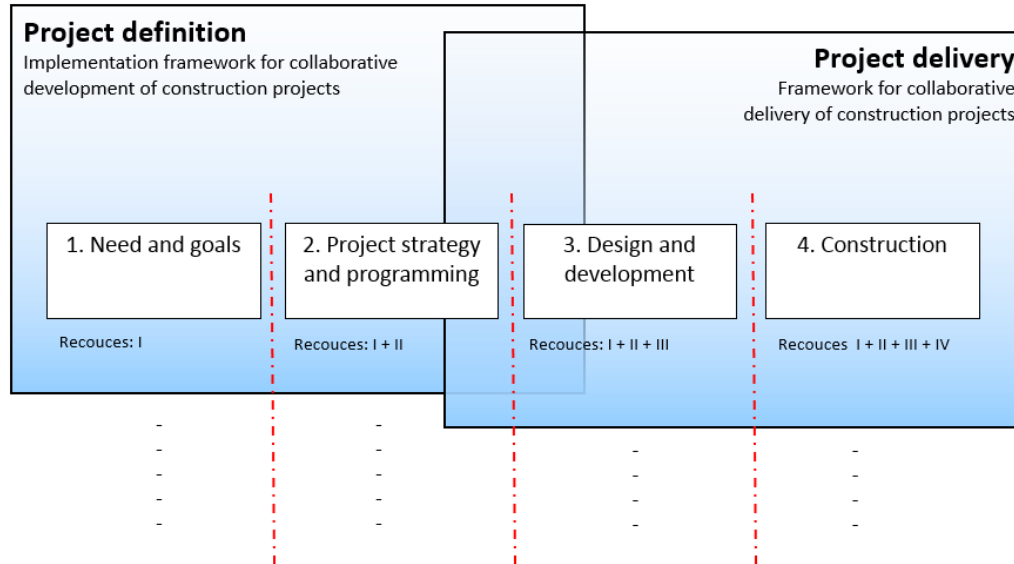 Project definition
Implementation framework for collaborative
development of construction projects
Project delivery
Framework for collaborative
delivery of construction projects
1. Need and goals
2. Project strategy
and programming
3. Design and
development
4. Construction
Recouces: I
Recouces: I + II
Recouces: I + II + III
Recouces I + II + III + IV
- - 
- - - -
- - - -
- - - -
- - - -